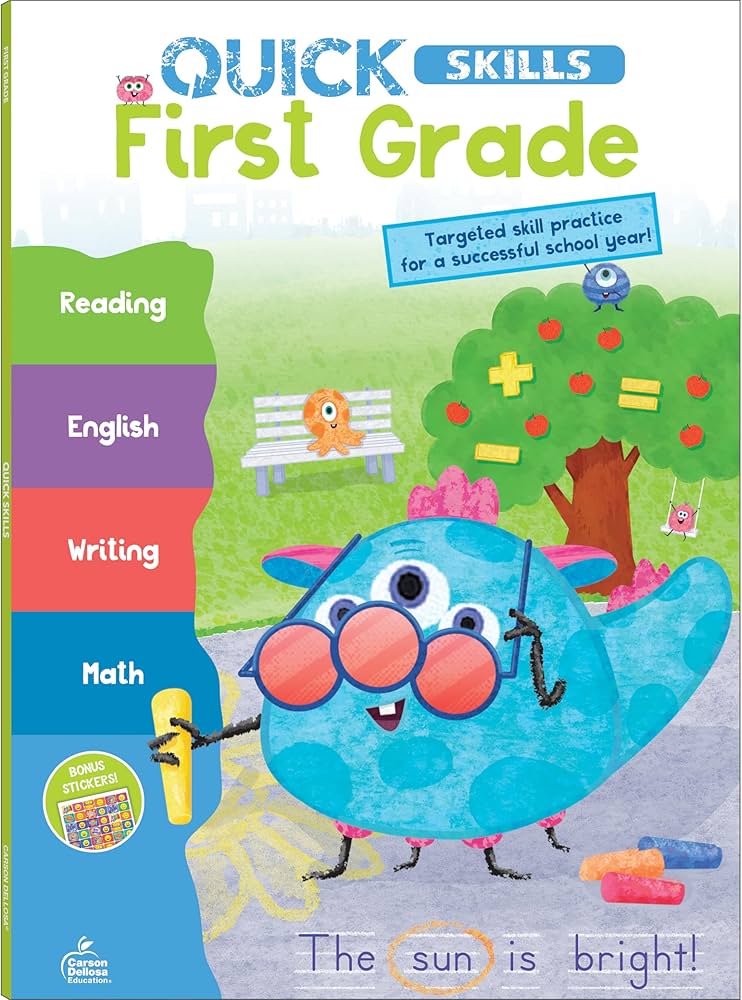 QUICK SKILLS
First Grade
Targeted skill practice
for a successful school year!
Reading
English
Writing
Math
BONUS
STICKERS!
The sun is bright!
Carson
Dellosa
Education®
FIRST GRADE
QUICK SKILLS
CARSON DELLOSA®